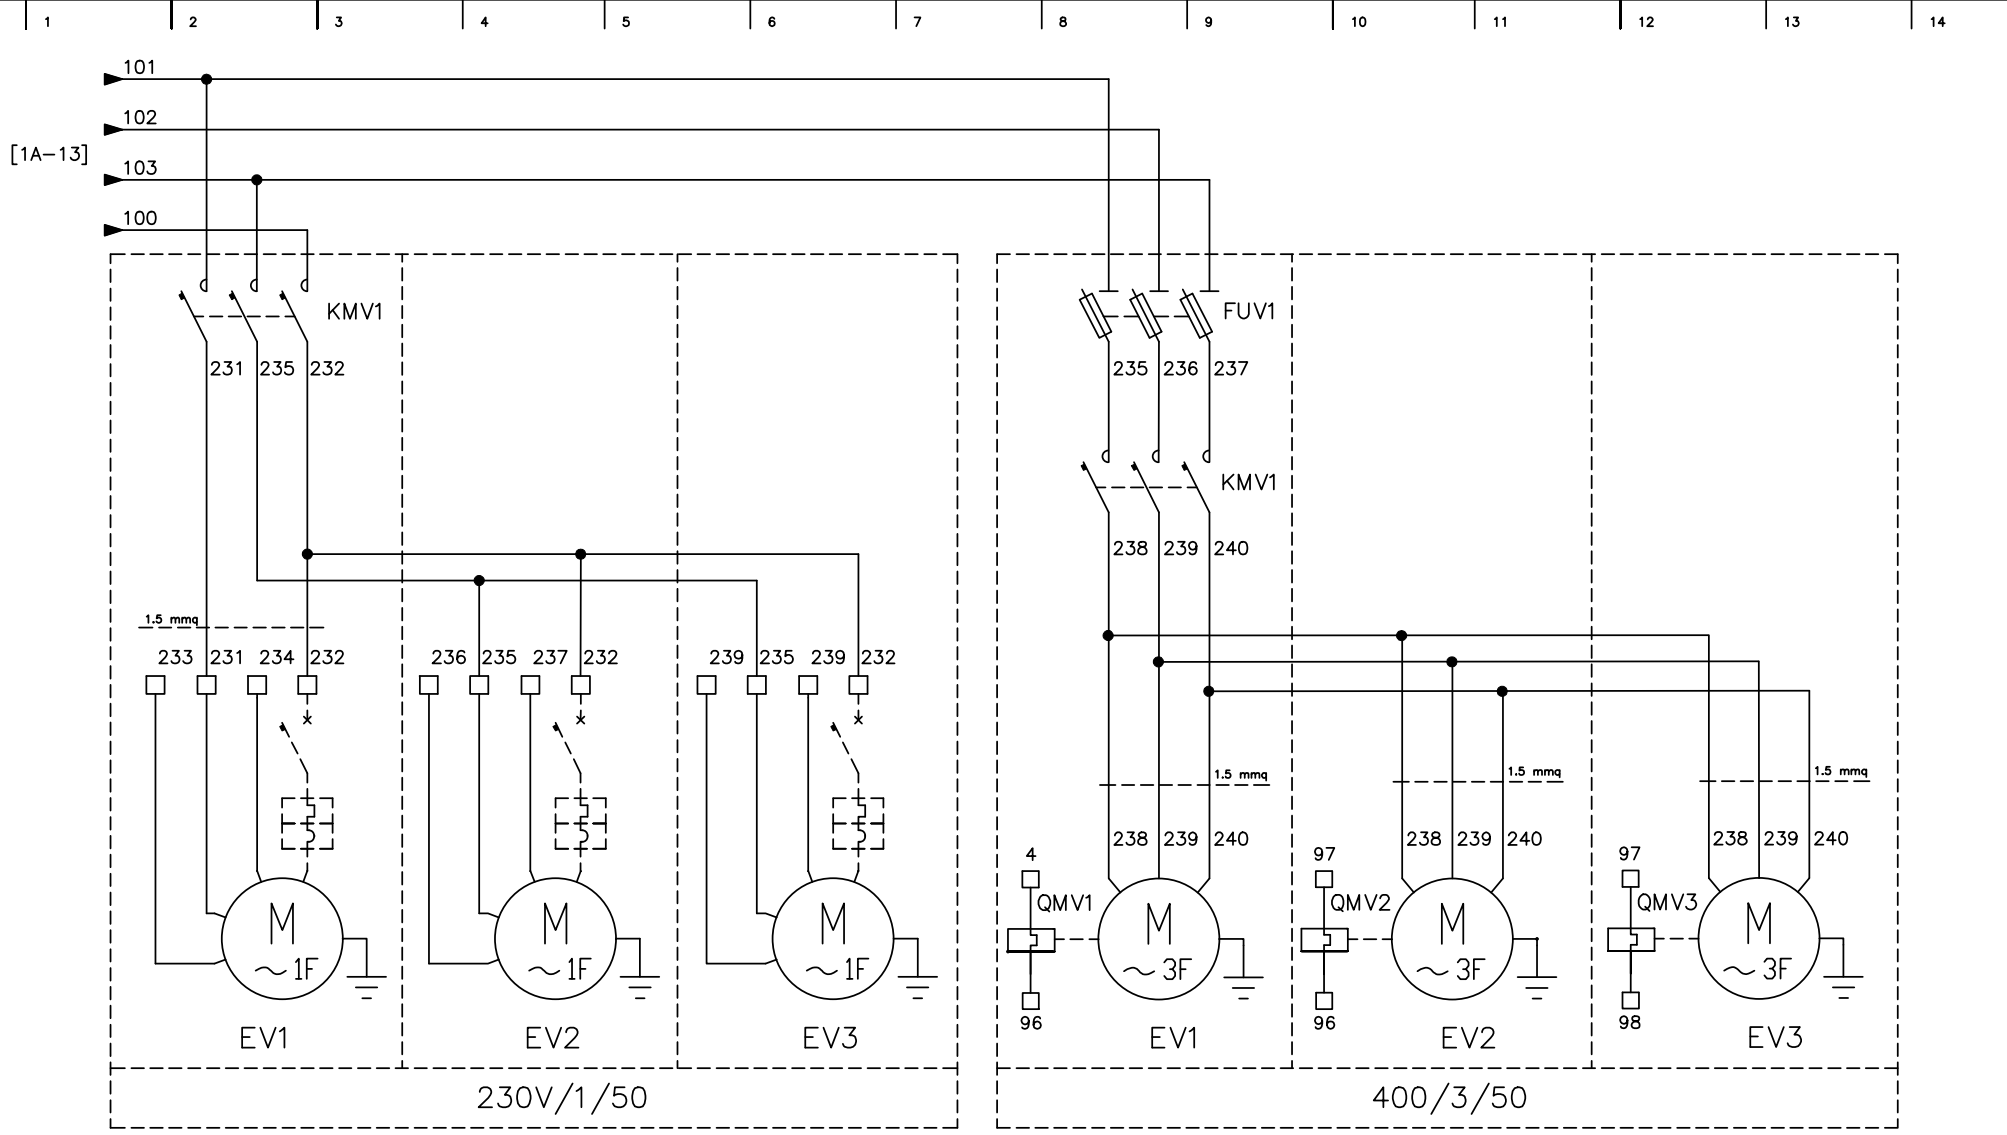 1 2 3 4 5 6 7 8 9 10 11 12 13 14
101
102
[1A-13]
103
100
KMV1 FUV1
231 235 232 235 236 237
KMV1
238 239 240
1.5 mmq
233 231 234 232 236 235 237 232 239 235 239 232
1.5 mmq 1.5 mmq 1.5 mmq
238 239 240 238 239 240 238 239 240
4 97 97
QMV1 QMV2 QMV3
M M M M M M
~1F ~1F ~1F ~3F ~3F ~3F
96 96 98
EV1 EV2 EV3 EV1 EV2 EV3
230V/1/50 400/3/50